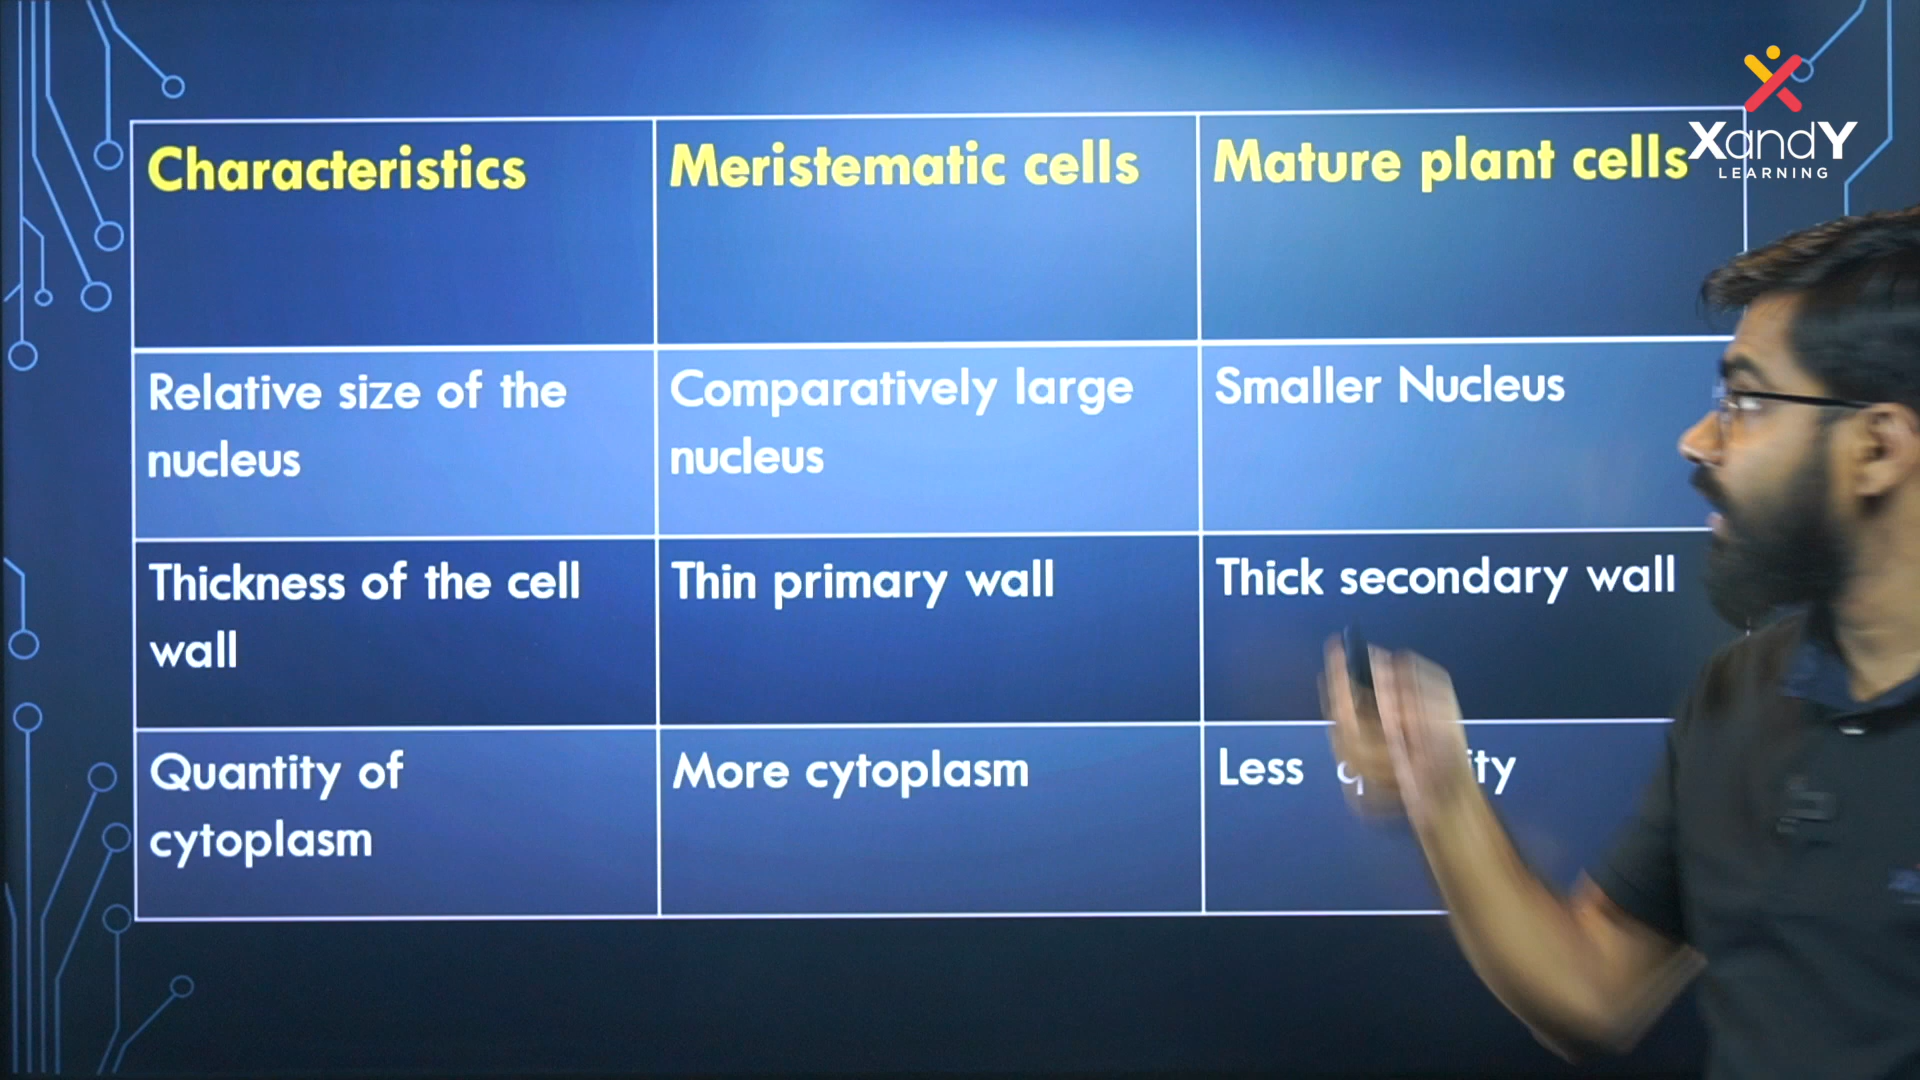 XandY
LEARNING
Characteristics
Meristematic cells
Mature plant cells
Relative size of the
nucleus
Comparatively large
nucleus
Smaller Nucleus
Thickness of the cell
wall
Thin primary wall
Thick secondary wall
Quantity of
cytoplasm
More cytoplasm
Less